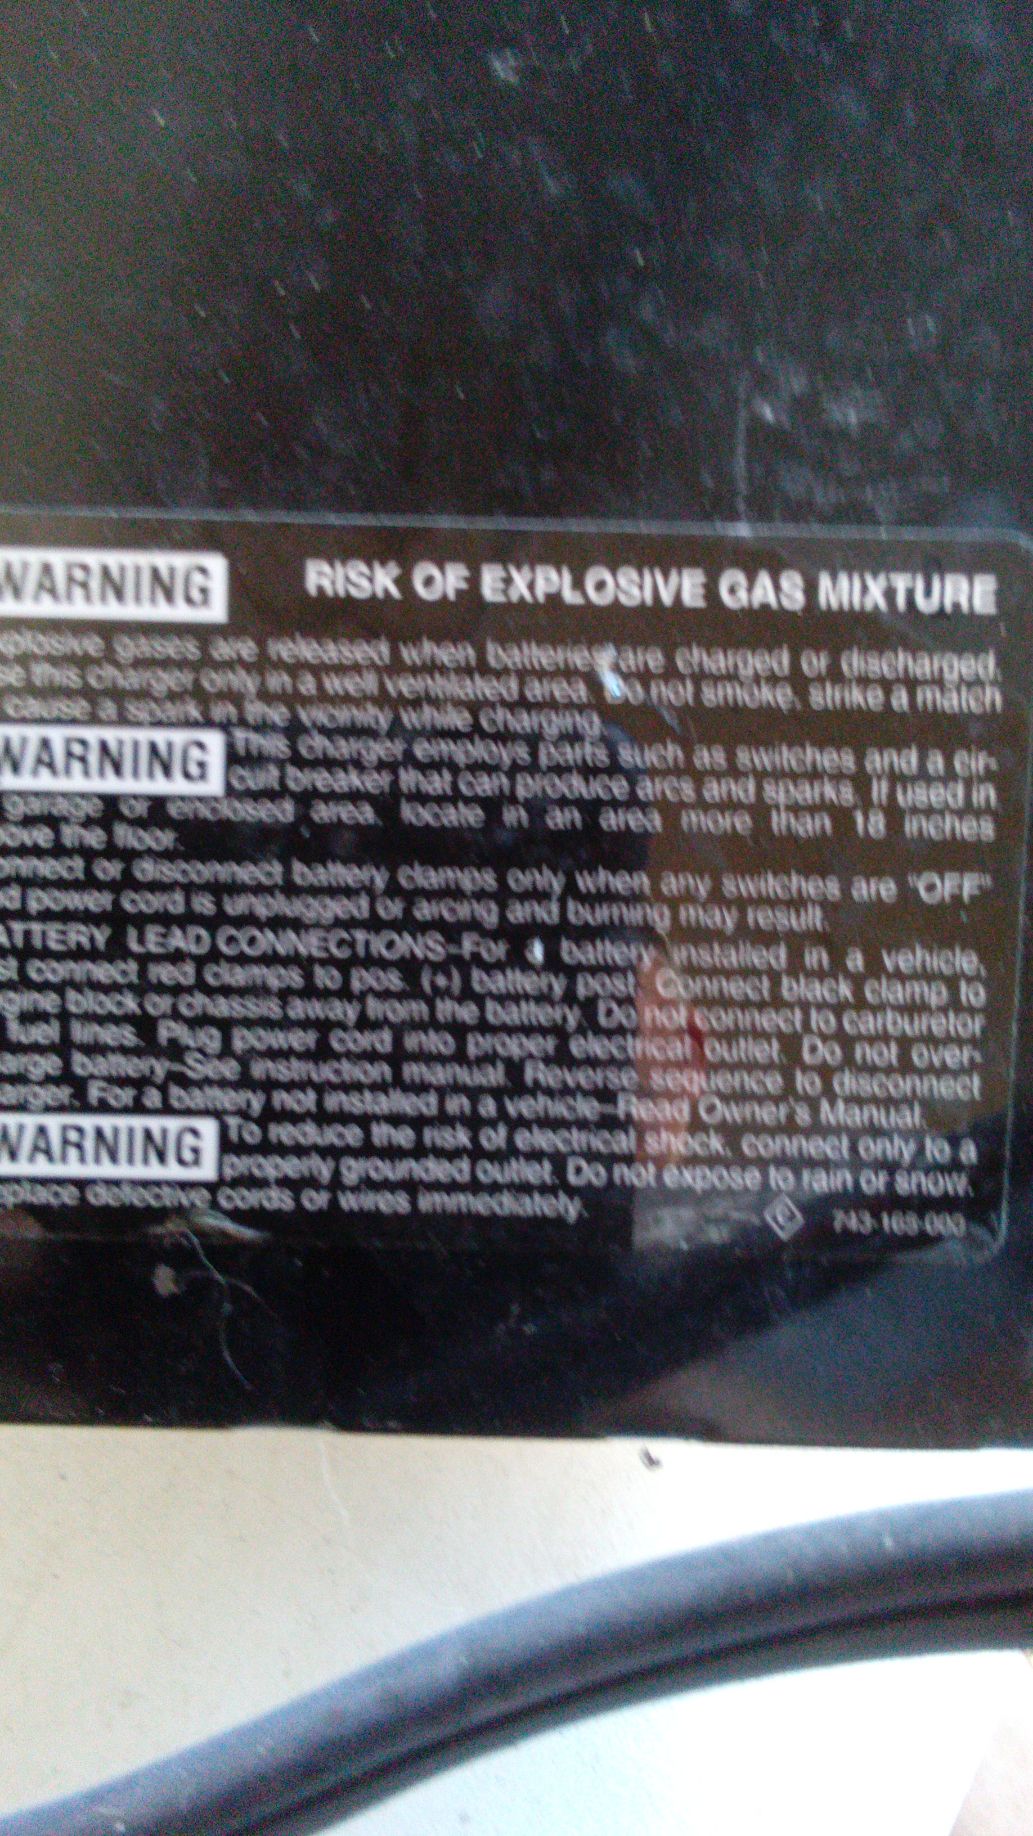 WARNING RISK OF EXPLOSIVE GAS MIXTURE
plosive gases are released when batteries are charged or discharged.
se this charger only in a well ventilated area. Do not smoke, strike a match
cause a spark in the vicinity while charging.
WARNING This charger employs parts such as switches and a cir-
cuit breaker that can produce arcs and sparks. If used in
garage or enclosed area, locate in an area more than 18 inches
ove the floor.
nnect or disconnect battery clamps only when any switches are "OFF"
d power cord is unplugged or arcing and burning may result.
ATTERY LEAD CONNECTIONS-For a battery installed in a vehicle,
st connect red clamps to pos. (+) battery post. Connect black clamp to
gine block or chassis away from the battery. Do not connect to carburetor
fuel lines. Plug power cord into proper electrical outlet. Do not over-
arge battery-See instruction manual. Reverse sequence to disconnect
arger. For a battery not installed in a vehicle-Read Owner's Manual.
WARNING To reduce the risk of electrical shock, connect only to a
properly grounded outlet. Do not expose to rain or snow.
eplace defective cords or wires immediately.